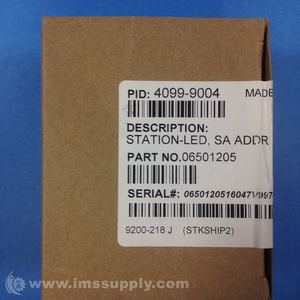 PID: 4099-9004 MADE
DESCRIPTION:
STATION-LED, SA ADDR
PART NO.06501205
SERIAL#:
9200-218 J (STKSHIP2)
© www.imssupply.com